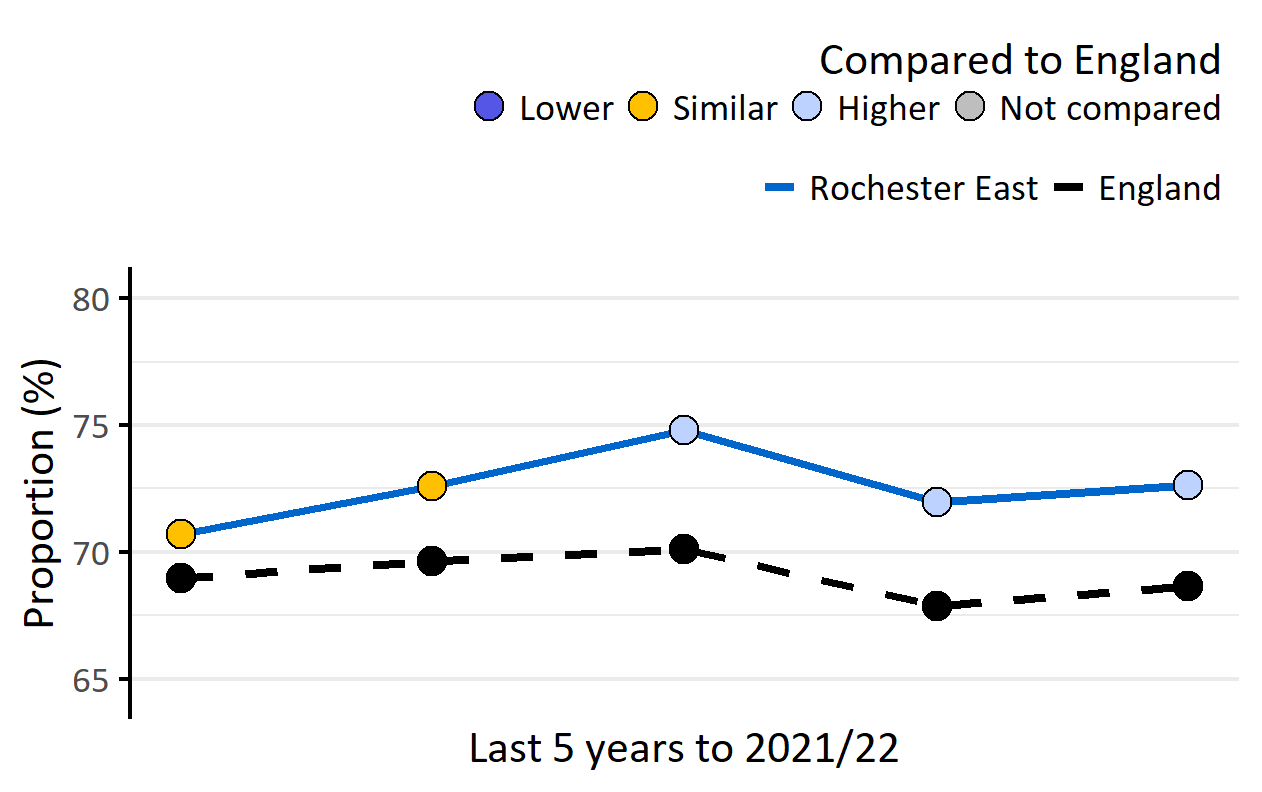 Compared to England
Lower Similar Higher Not compared
Rochester East England
80
75
70
65
Proportion (%)
Last 5 years to 2021/22